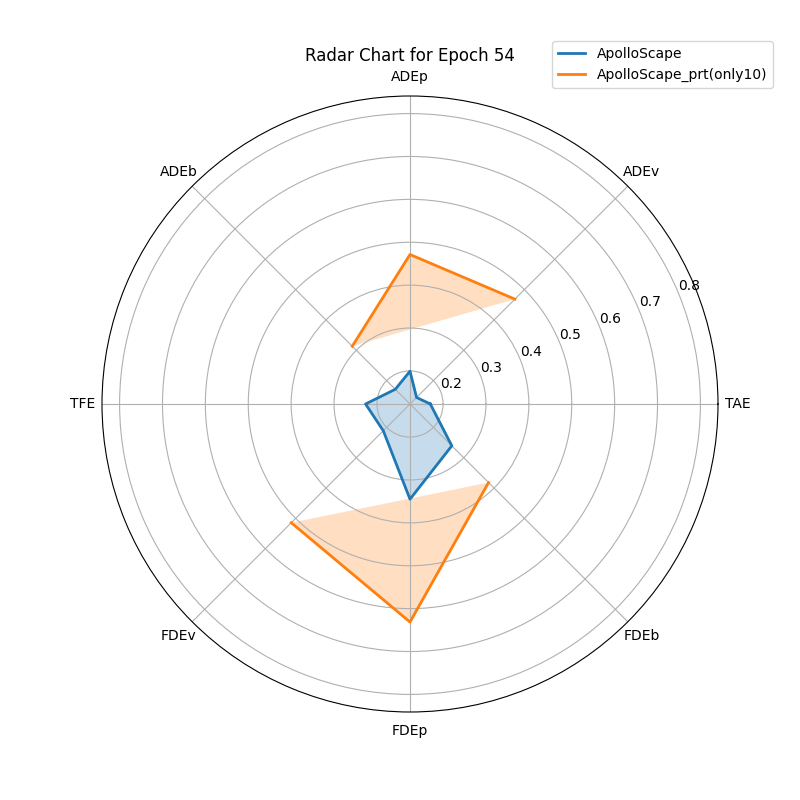 Radar Chart for Epoch 54
ApolloScape
ApolloScape_prt(only10)
ADEp
ADEb
ADEv
0.8
0.7
0.6
0.5
0.4
0.3
0.2
TFE
TAE
FDEv
FDEb
FDEp